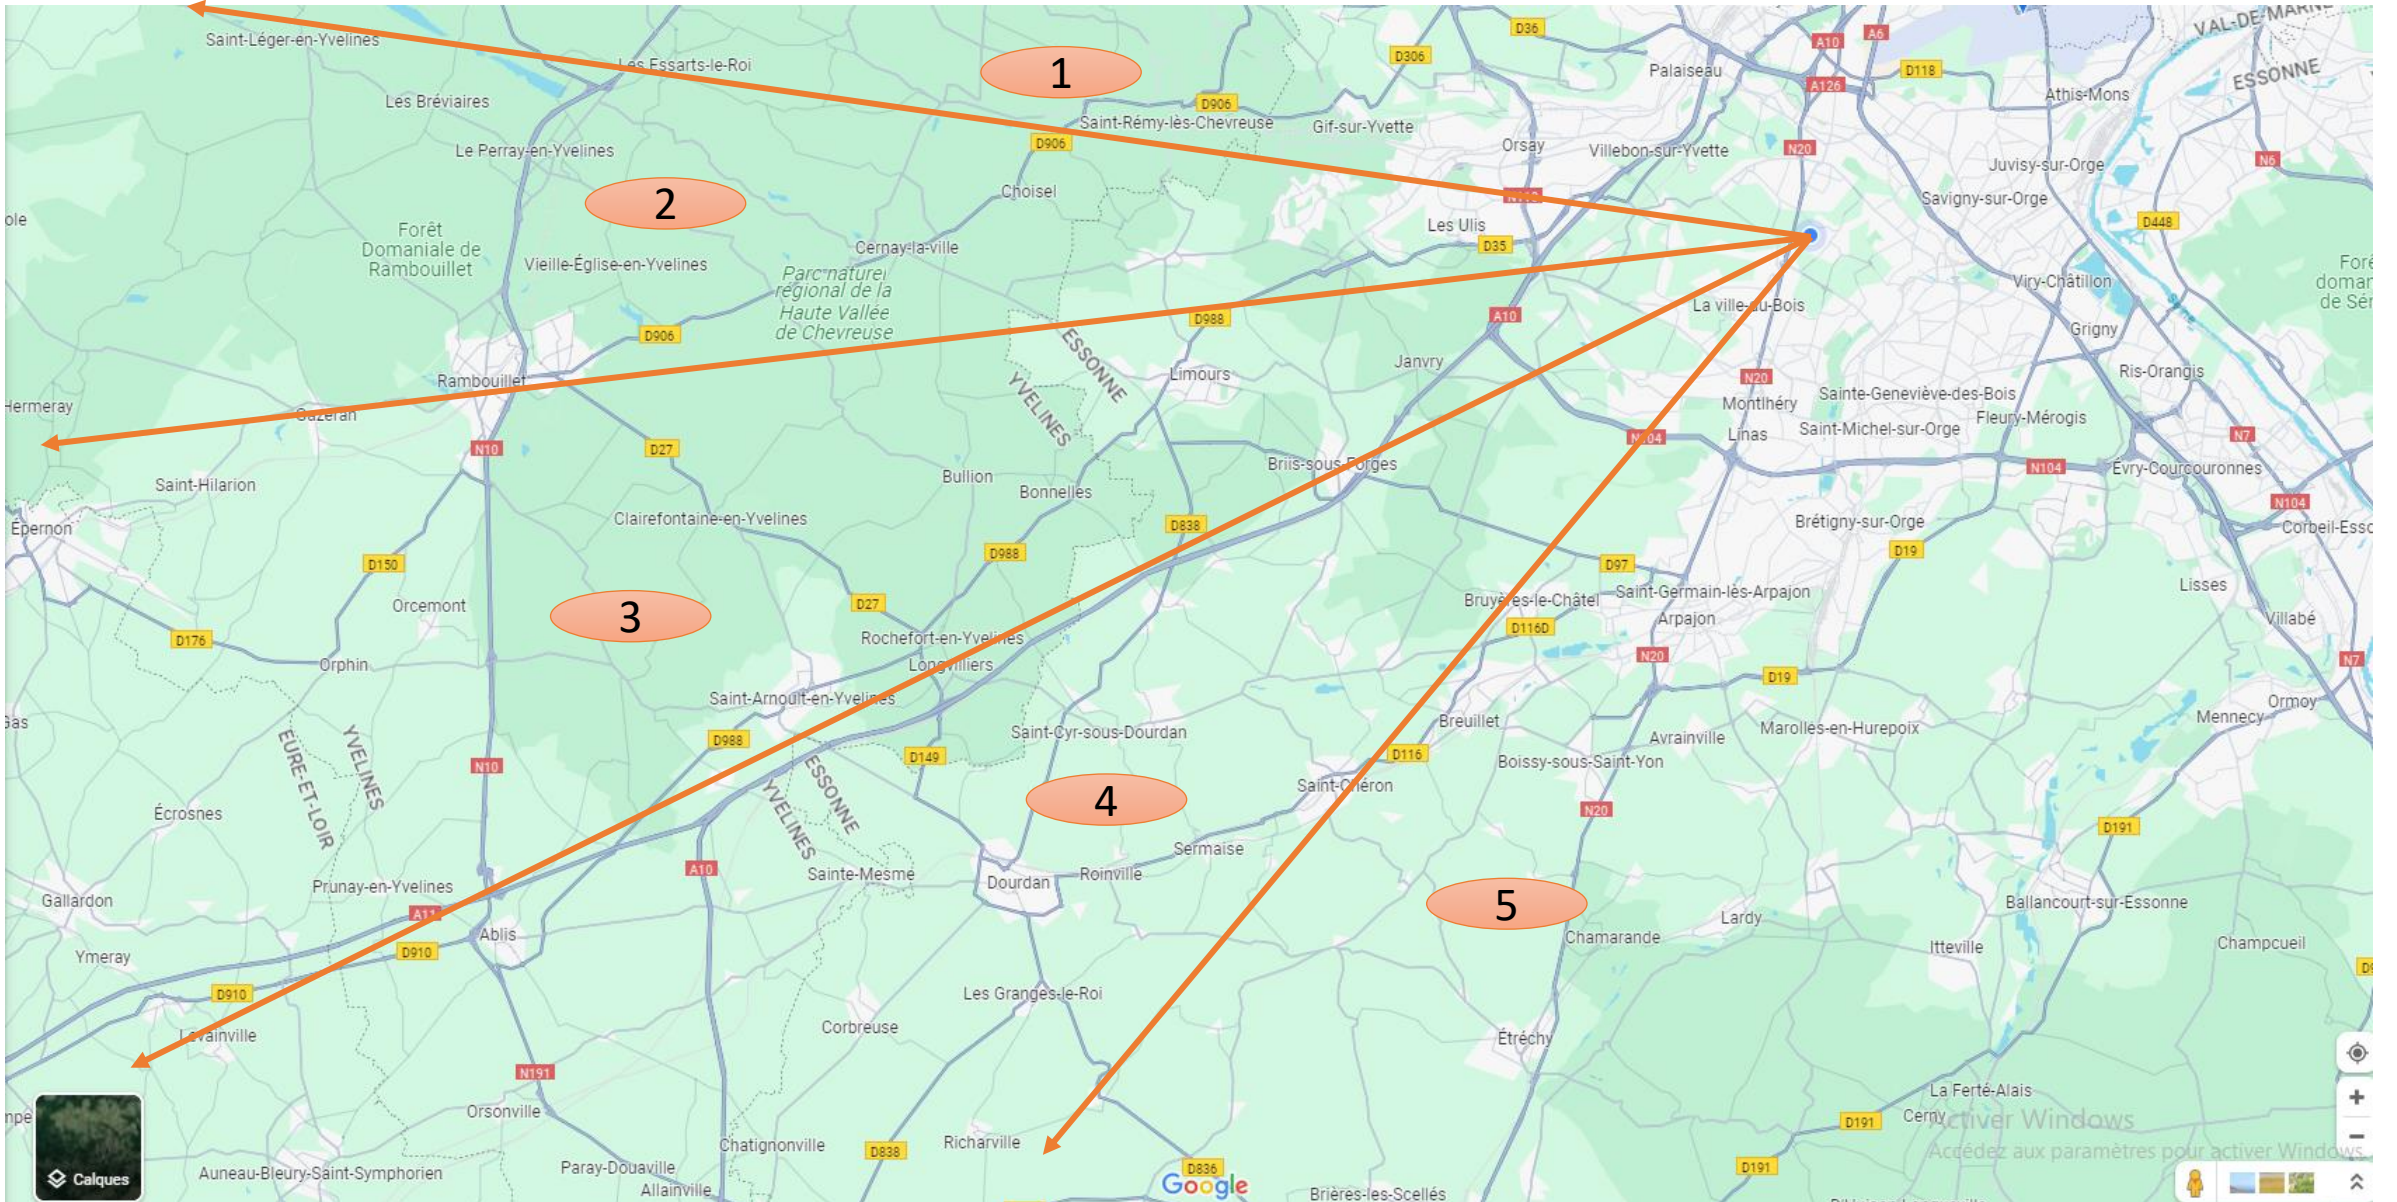 Saint-Léger-en-Yvelines
Les Essarts-le-Roi
1
D306
D36
A10
A6
VAL-DE-MARNE
ESSONNE
Palaiseau
D118
A126
Athis-Mons
Les Bréviaires
D906
Saint-Rémy-lès-Chevreuse
Gif-sur-Yvette
D906
Le Perray-en-Yvelines
Orsay
Villebon-sur-Yvette
N20
Juvisy-sur-Orge
N6
2
Choisel
Savigny-sur-Orge
D448
Forêt
Domaniale de
Rambouillet
Vieille-Église-en-Yvelines
Cernay-la-ville
Les Ulis
D35
Parc naturel
régional de la
Haute Vallée
de Chevreuse
D906
Viry-Châtillon
La ville-du-Bois
D988
A10
Grigny
ESSONNE
YVELINES
Limours
Janvry
Rambouillet
Ris-Orangis
N20
Sainte-Geneviève-des-Bois
Montlhéry
Fleury-Mérogis
Gazeran
Hermeray
Saint-Michel-sur-Orge
Linas
N104
N7
N10
D27
Briis-sous-Forges
N104
Évry-Courcouronnes
Bullion
Bonnelles
Saint-Hilarion
N104
Épernon
Clairefontaine-en-Yvelines
D838
Brétigny-sur-Orge
D988
D19
D97
D150
Lisses
Orcemont
3
D27
Bruyères-le-Châtel
Saint-Germain-lès-Arpajon
Arpajon
Villabé
D176
Rochefort-en-Yvelines
D116D
Longvilliers
N20
N7
Orphin
D19
Saint-Arnoult-en-Yvelines
Ormoy
Mennecy
Breuillet
Marolles-en-Hurepoix
Avrainville
Saint-Cyr-sous-Dourdan
D988
D149
D116
Boissy-sous-Saint-Yon
EURE-ET-LOIR
YVELINES
N10
YVELINES
ESSONNE
Saint-Chéron
4
Écrosnes
N20
D191
Sermaise
A10
Sainte-Mesme
Dourdan
Roinville
Prunay-en-Yvelines
Gallardon
A11
5
Ballancourt-sur-Essonne
Lardy
Chamarande
Itteville
Champcueil
Ablis
D910
Ymeray
D910
Les Granges-le-Roi
Corbreuse
Levainville
Étréchy
N191
La Ferté-Alais
Cerny
D191
Orsonville
Chatignonville
Richarville
D838
D836
D191
Auneau-Bleury-Saint-Symphorien
Paray-Douaville
Allainville
Brières-les-Scellés
Calques
Google
Activer Windows
Accédez aux paramètres pour activer Windows.